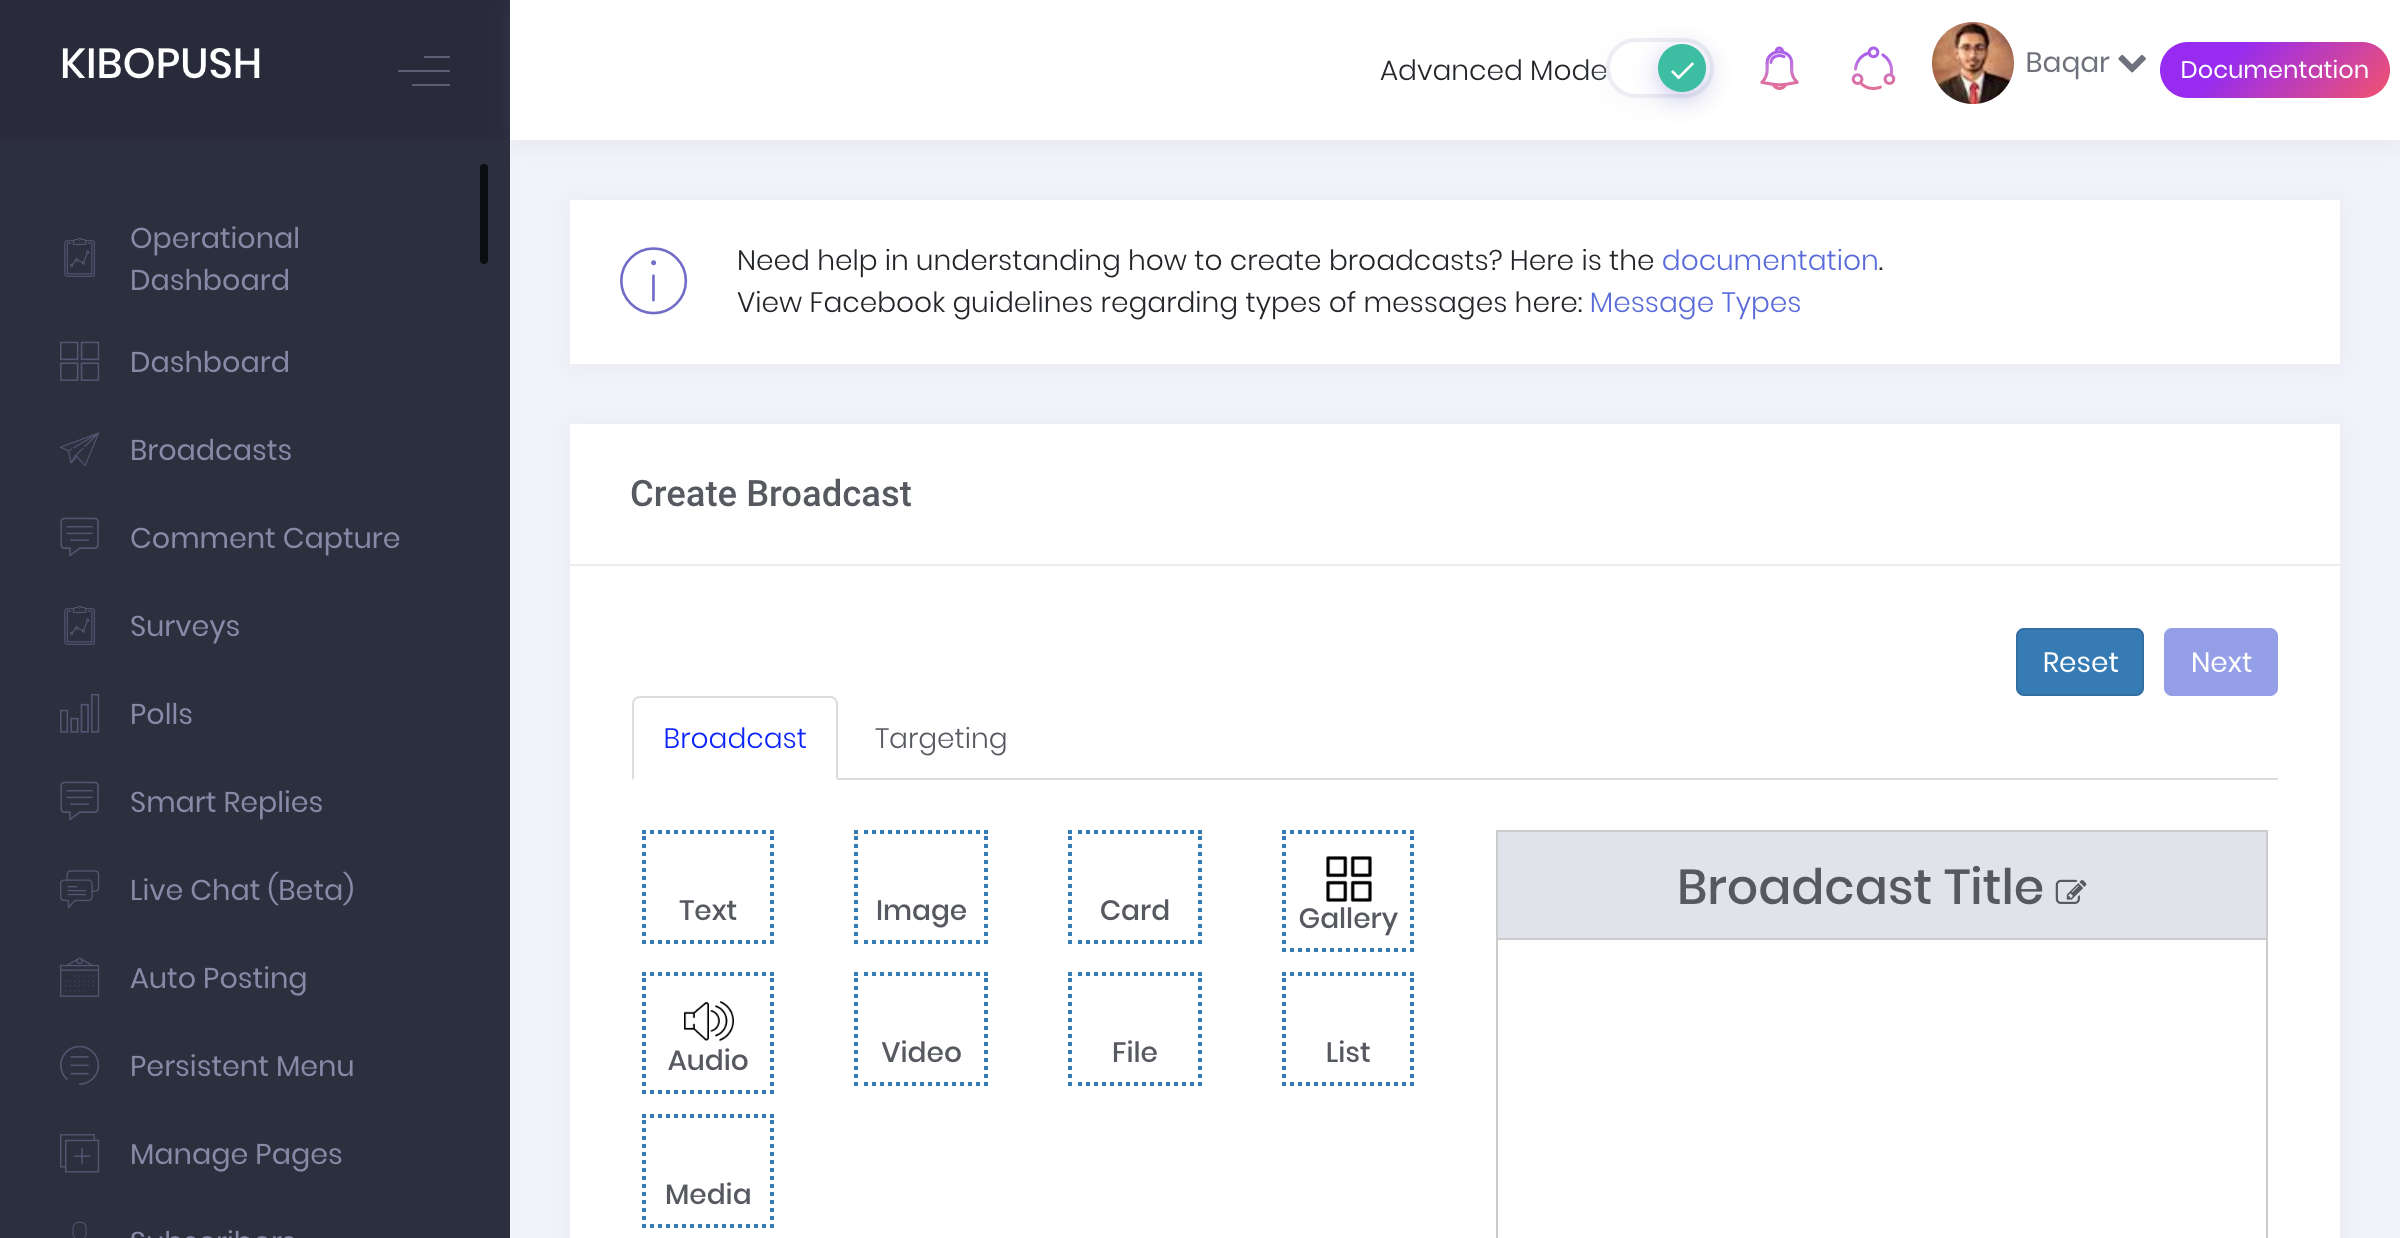 KIBOPUSH
Advanced Mode
Baqar
Documentation
Operational
Dashboard
Dashboard
Broadcasts
Comment Capture
Surveys
Polls
Smart Replies
Live Chat (Beta)
Auto Posting
Persistent Menu
Manage Pages
Subscribers
Need help in understanding how to create broadcasts? Here is the documentation.
View Facebook guidelines regarding types of messages here: Message Types
Create Broadcast
Reset
Next
Broadcast
Targeting
Text
Image
Card
Gallery
Audio
Video
File
List
Media
Broadcast Title